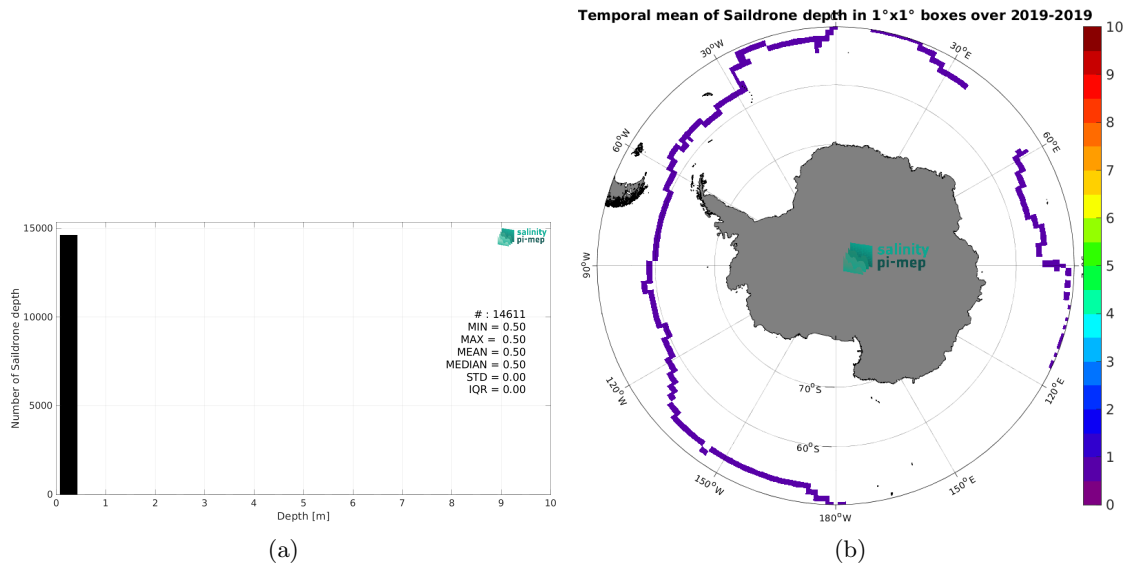 15000
10000
5000
0
0 1 2 3 4 5 6 7 8 9 10
Number of Saildrone depth
Depth [m]
salinity
pi-mep
# : 14611
MIN = 0.50
MAX = 0.50
MEAN = 0.50
MEDIAN = 0.50
STD = 0.00
IQR = 0.00
(a)
Temporal mean of Saildrone depth in 1°x1° boxes over 2019-2019
30°W
30°E
60°W
60°E
90°W
120°W
120°E
150°W
150°E
180°W
70°S
60°S
salinity
pi-mep
10
9
8
7
6
5
4
3
2
1
0
(b)